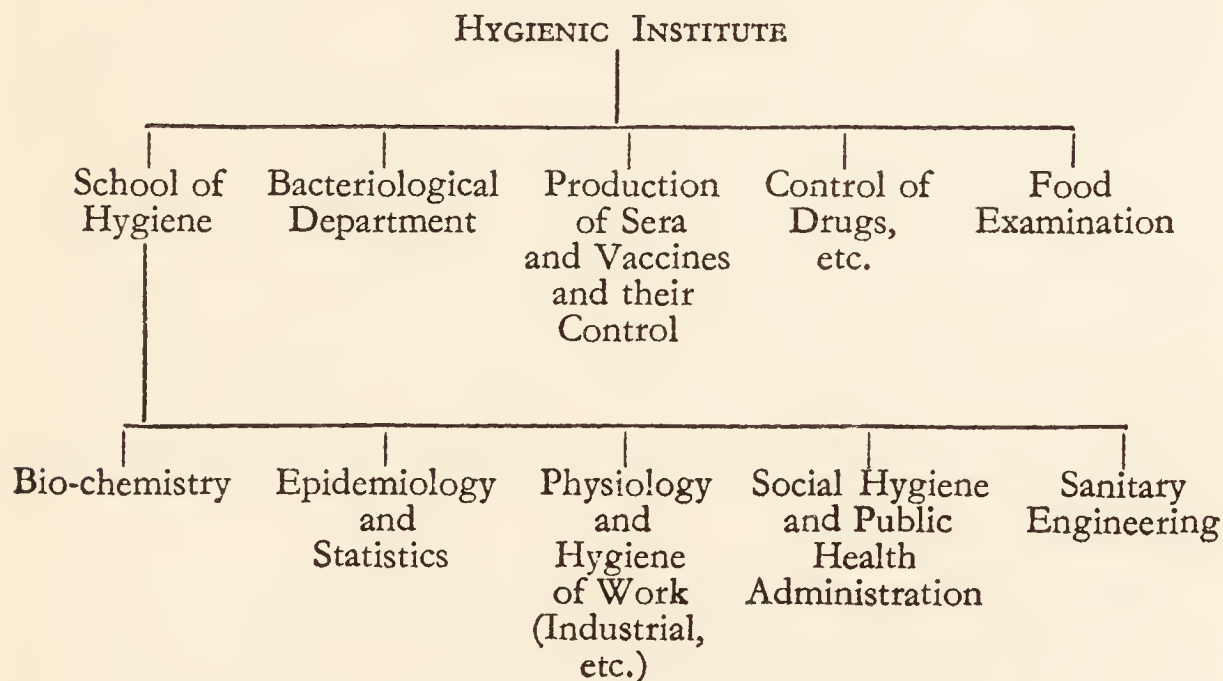 HYGIENIC INSTITUTE
School of
Hygiene
Bacteriological
Department
Production
of Sera
and Vaccines
and their
Control
Control of
Drugs,
etc.
Food
Examination
Bio-chemistry
Epidemiology
and
Statistics
Physiology
and
Hygiene
of Work
(Industrial,
etc.)
Social Hygiene
and Public
Health
Administration
Sanitary
Engineering